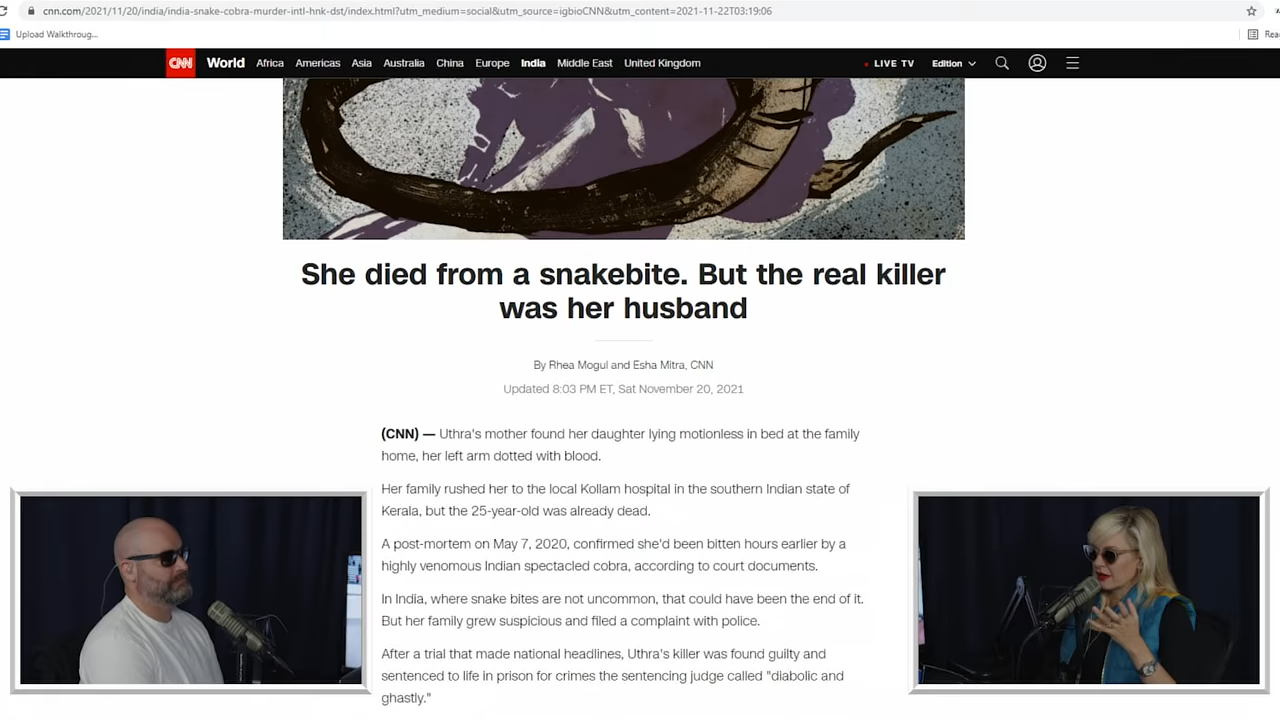 cnn.com/2021/11/20/india/india-snake-cobra-murder-intl-hnk-dst/index.html?utm_medium=social&utm_source=igbioCNN&utm_content=2021-11-22T03:19:06
Upload Walkthroug...
CNN World Africa Americas Asia Australia China Europe India Middle East United Kingdom LIVE TV Edition
She died from a snakebite. But the real killer
was her husband
By Rhea Mogul and Esha Mitra, CNN
Updated 8:03 PM ET, Sat November 20, 2021
(CNN) — Uthra's mother found her daughter lying motionless in bed at the family
home, her left arm dotted with blood.
Her family rushed her to the local Kollam hospital in the southern Indian state of
Kerala, but the 25-year-old was already dead.
A post-mortem on May 7, 2020, confirmed she'd been bitten hours earlier by a
highly venomous Indian spectacled cobra, according to court documents.
In India, where snake bites are not uncommon, that could have been the end of it.
But her family grew suspicious and filed a complaint with police.
After a trial that made national headlines, Uthra's killer was found guilty and
sentenced to life in prison for crimes the sentencing judge called "diabolic and
ghastly."